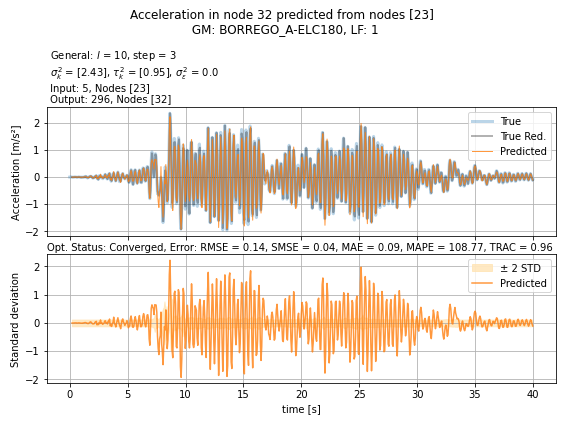 Acceleration in node 32 predicted from nodes [23]
GM: BORREGO_A-ELC180, LF: 1
General: l = 10, step = 3
σ²ₖ = [2.43], τ²ₖ = [0.95], σ²ε = 0.0
Input: 5, Nodes [23]
Output: 296, Nodes [32]
Acceleration [m/s²]
2
1
0
−1
−2
True
True Red.
Predicted
Opt. Status: Converged, Error: RMSE = 0.14, SMSE = 0.04, MAE = 0.09, MAPE = 108.77, TRAC = 0.96
Standard deviation
2
1
0
−1
−2
± 2 STD
Predicted
0 5 10 15 20 25 30 35 40
time [s]